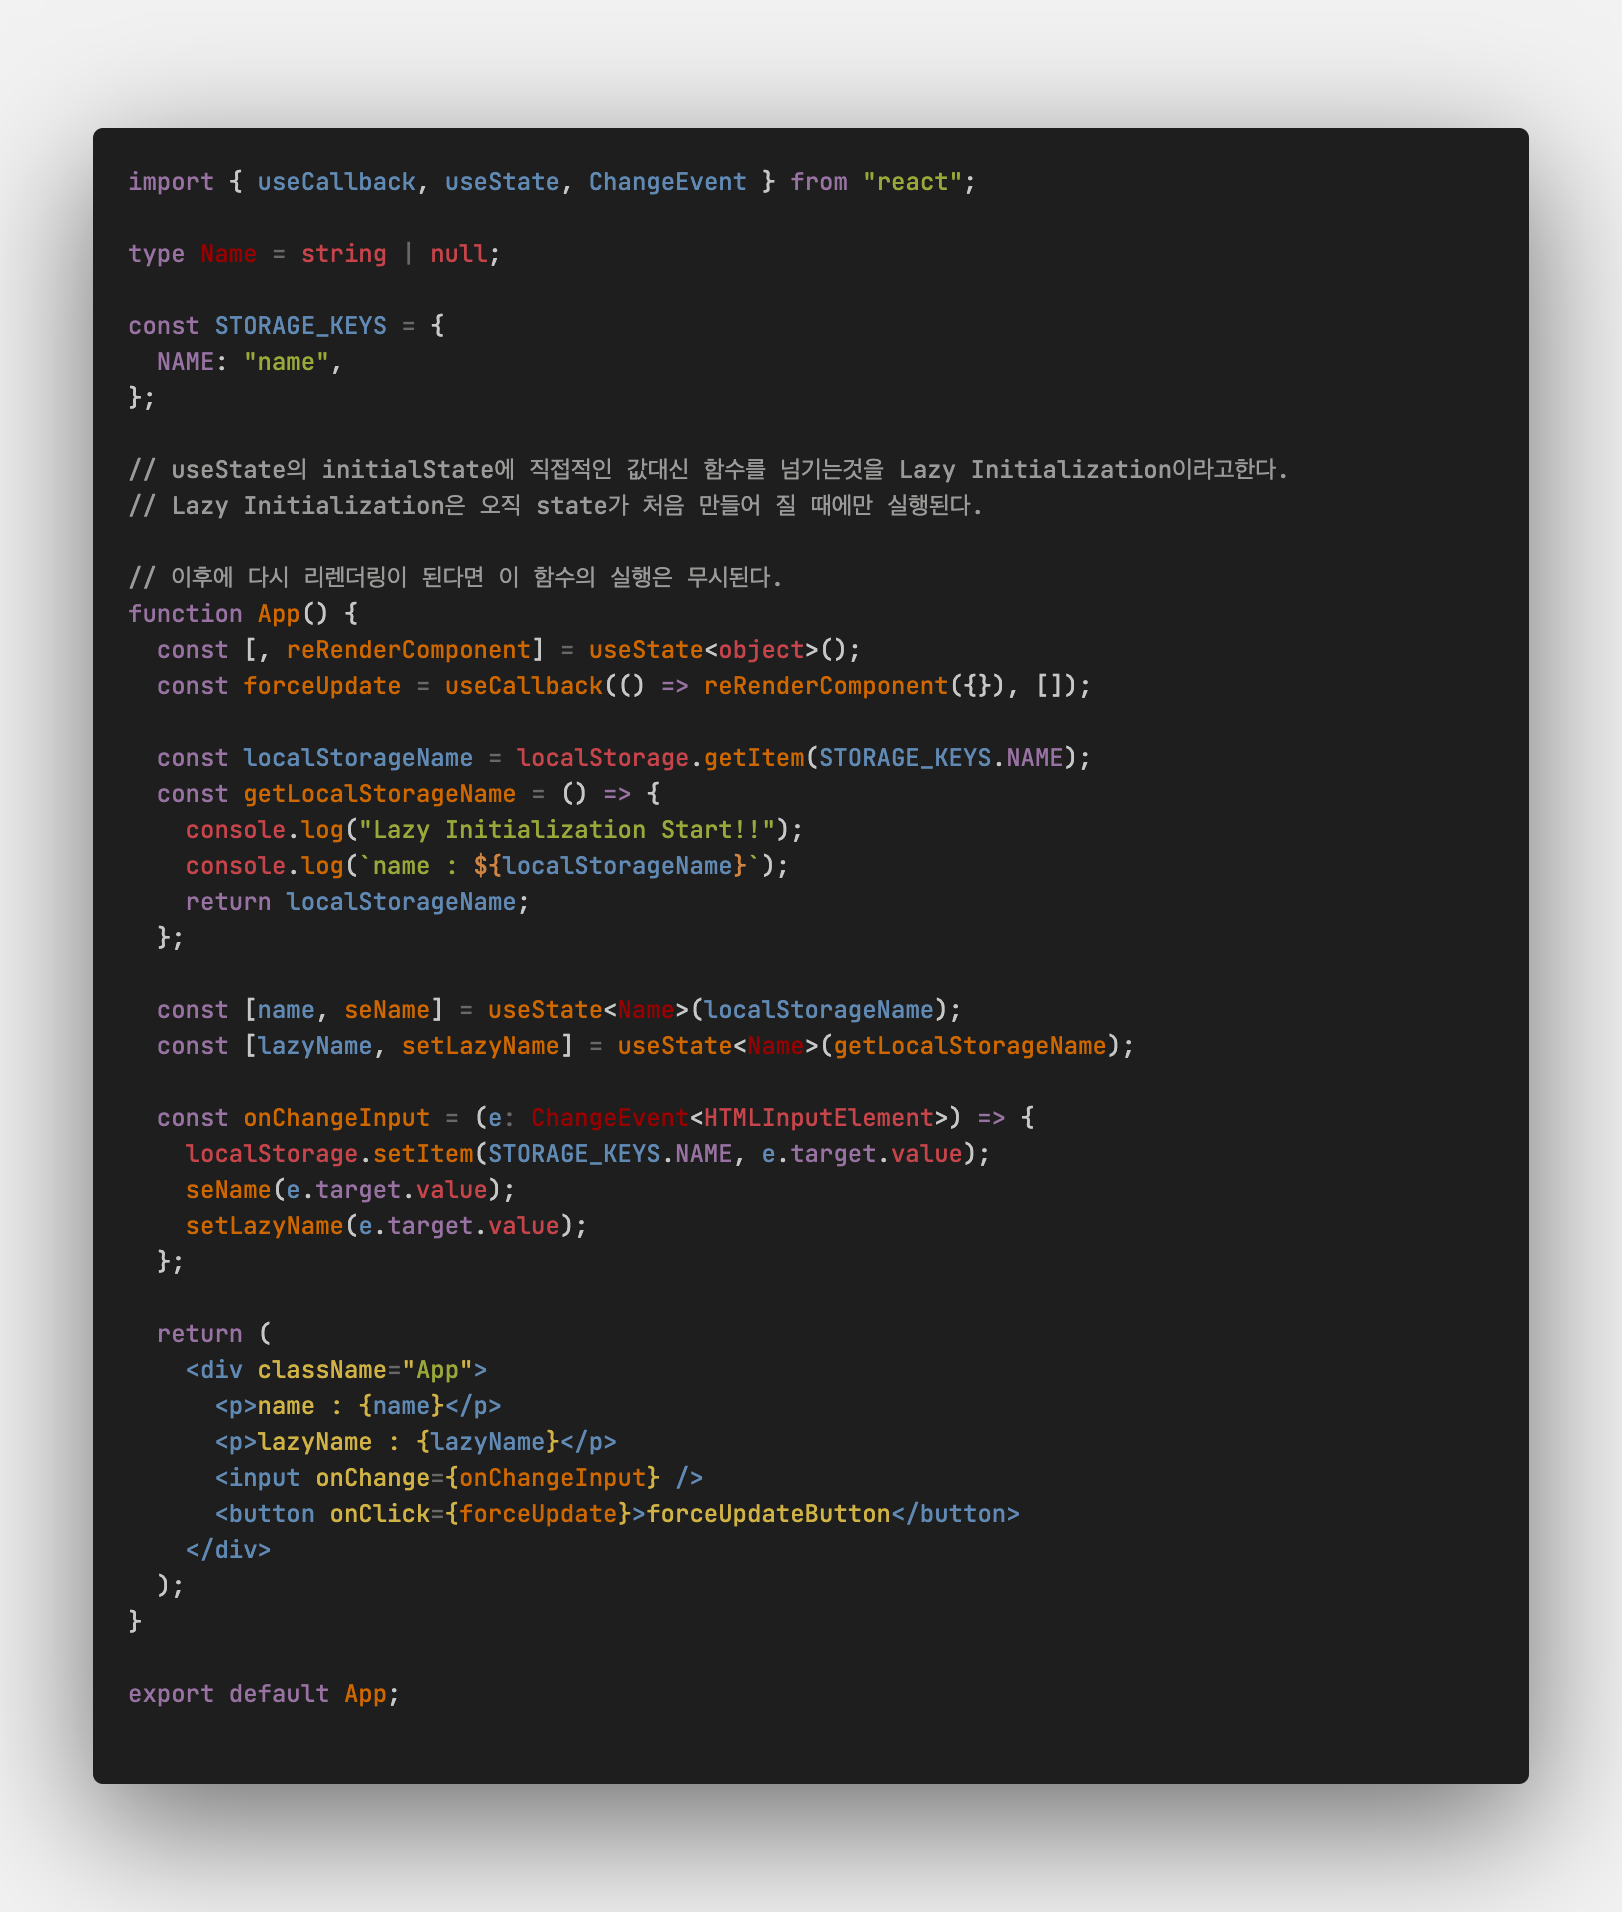 import { useCallback, useState, ChangeEvent } from "react";

type Name = string | null;

const STORAGE_KEYS = {
  NAME: "name",
};

// useState의 initialState에 직접적인 값대신 함수를 넘기는것을 Lazy Initialization이라고한다.
// Lazy Initialization은 오직 state가 처음 만들어 질 때에만 실행된다.

// 이후에 다시 리렌더링이 된다면 이 함수의 실행은 무시된다.
function App() {
  const [, reRenderComponent] = useState<object>();
  const forceUpdate = useCallback(() => reRenderComponent({}), []);

  const localStorageName = localStorage.getItem(STORAGE_KEYS.NAME);
  const getLocalStorageName = () => {
    console.log("Lazy Initialization Start!!");
    console.log(`name : ${localStorageName}`);
    return localStorageName;
  };

  const [name, seName] = useState<Name>(localStorageName);
  const [lazyName, setLazyName] = useState<Name>(getLocalStorageName);

  const onChangeInput = (e: ChangeEvent<HTMLInputElement>) => {
    localStorage.setItem(STORAGE_KEYS.NAME, e.target.value);
    seName(e.target.value);
    setLazyName(e.target.value);
  };

  return (
    <div className="App">
      <p>name : {name}</p>
      <p>lazyName : {lazyName}</p>
      <input onChange={onChangeInput} />
      <button onClick={forceUpdate}>forceUpdateButton</button>
    </div>
  );
}

export default App;